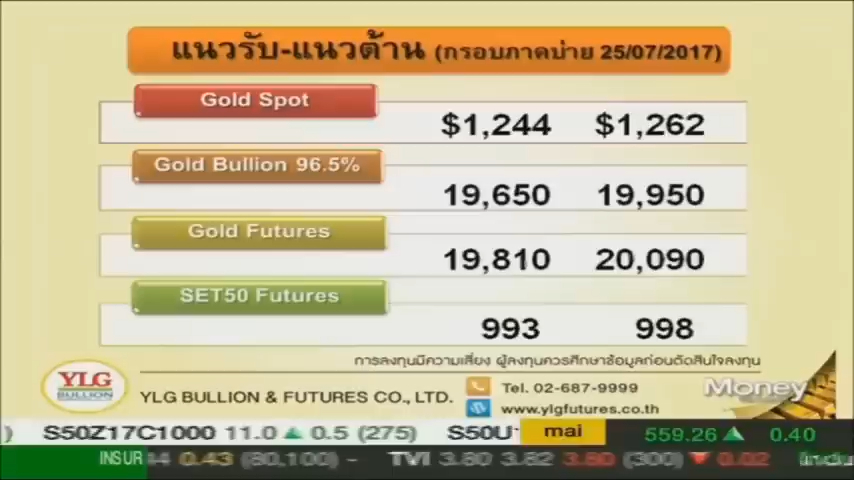 แนวรับ-แนวต้าน (กรอบภาคบ่าย 25/07/2017)
Gold Spot
$1,244 $1,262
Gold Bullion 96.5%
19,650 19,950
Gold Futures
19,810 20,090
SET50 Futures
993 998
การลงทุนมีความเสี่ยง ผู้ลงทุนควรศึกษาข้อมูลก่อนตัดสินใจลงทุน
YLG
BULLION
YLG BULLION & FUTURES CO., LTD.
Tel. 02-687-9999
www.ylgfutures.co.th
Money
) S50Z17C1000 11.0 ▲ 0.5 (275) S50U mai 559.26 ▲ 0.40
INSUR 44 0.43 (80,100) - TVI 3.80 3.82 3.80 (300) ▼ 0.02